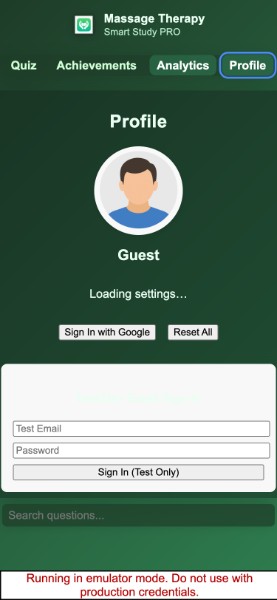 Massage Therapy
Smart Study PRO
Quiz Achievements Analytics Profile
Profile
Guest
Loading settings...
Sign In with Google Reset All
Test Email
Password
Sign In (Test Only)
Search questions...
Running in emulator mode. Do not use with
production credentials.